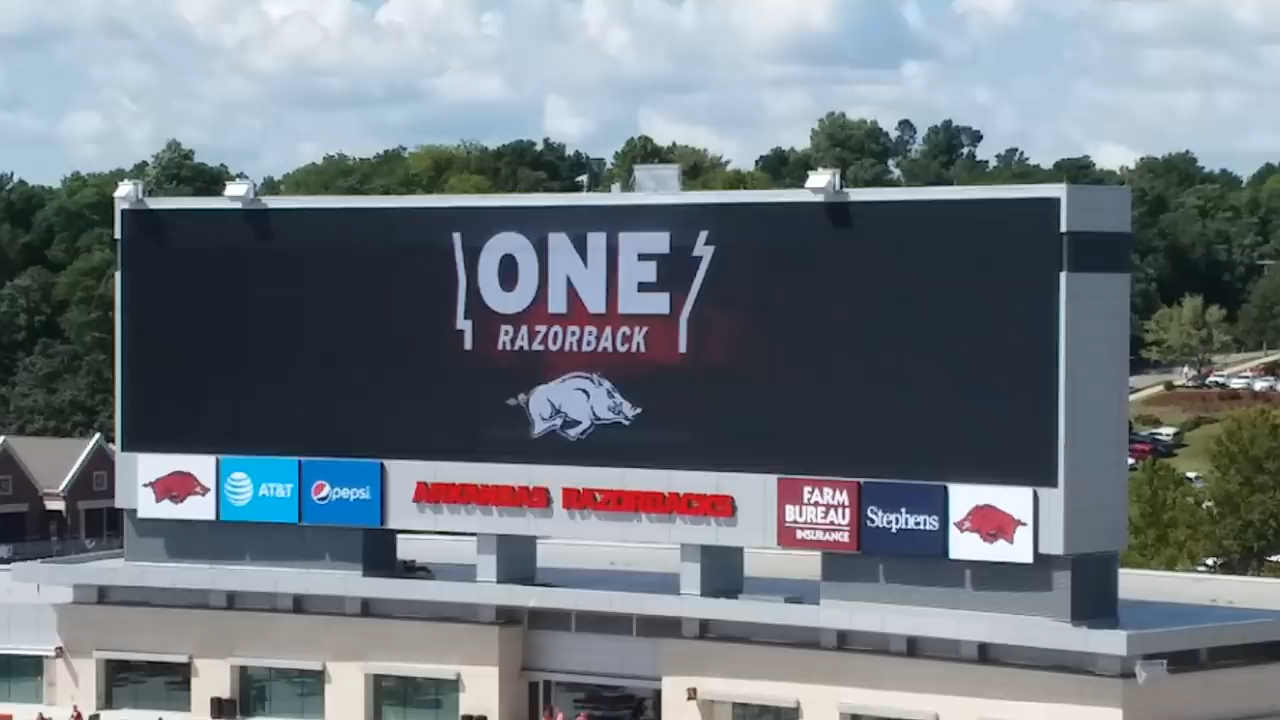 ONE
RAZORBACK
AT&T
pepsi
ARKANSAS RAZORBACKS
FARM
BUREAU
INSURANCE
Stephens